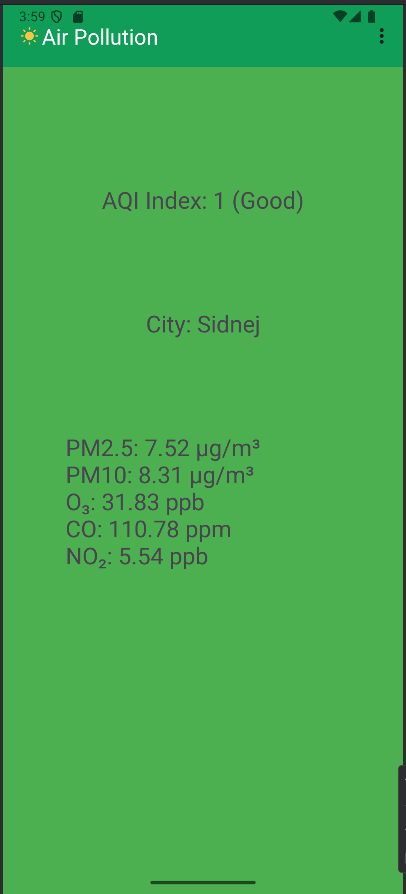 3:59
Air Pollution
AQI Index: 1 (Good)
City: Sidnej
PM2.5: 7.52 µg/m³
PM10: 8.31 µg/m³
O₃: 31.83 ppb
CO: 110.78 ppm
NO₂: 5.54 ppb